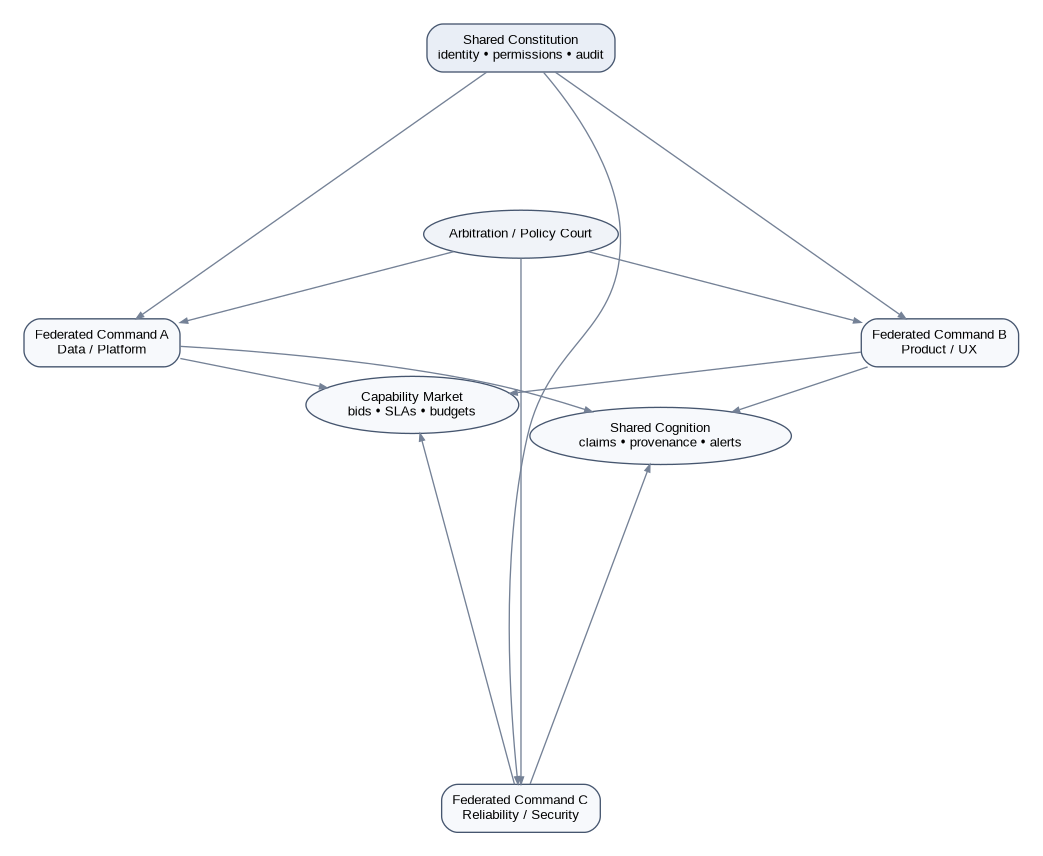 Shared Constitution
identity • permissions • audit
Arbitration / Policy Court
Federated Command A
Data / Platform
Federated Command B
Product / UX
Capability Market
bids • SLAs • budgets
Shared Cognition
claims • provenance • alerts
Federated Command C
Reliability / Security